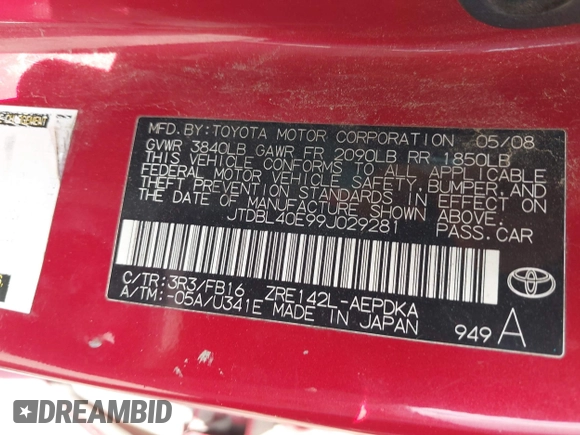 MFD.BY:TOYOTA MOTOR CORPORATION 05/08
GVWR 3840LB GAWR FR 2090LB RR 1850LB
THIS VEHICLE CONFORMS TO ALL APPLICABLE
FEDERAL MOTOR VEHICLE SAFETY,BUMPER,AND
THEFT PREVENTION STANDARDS IN EFFECT ON
THE DATE OF MANUFACTURE SHOWN ABOVE.
JTDBL40E99J029281 PASS.CAR
C/TR:3R3/FB16 ZRE142L-AEPDKA
A/TM:-05A/U341E MADE IN JAPAN
949A
TOYOTA
DREAMBID